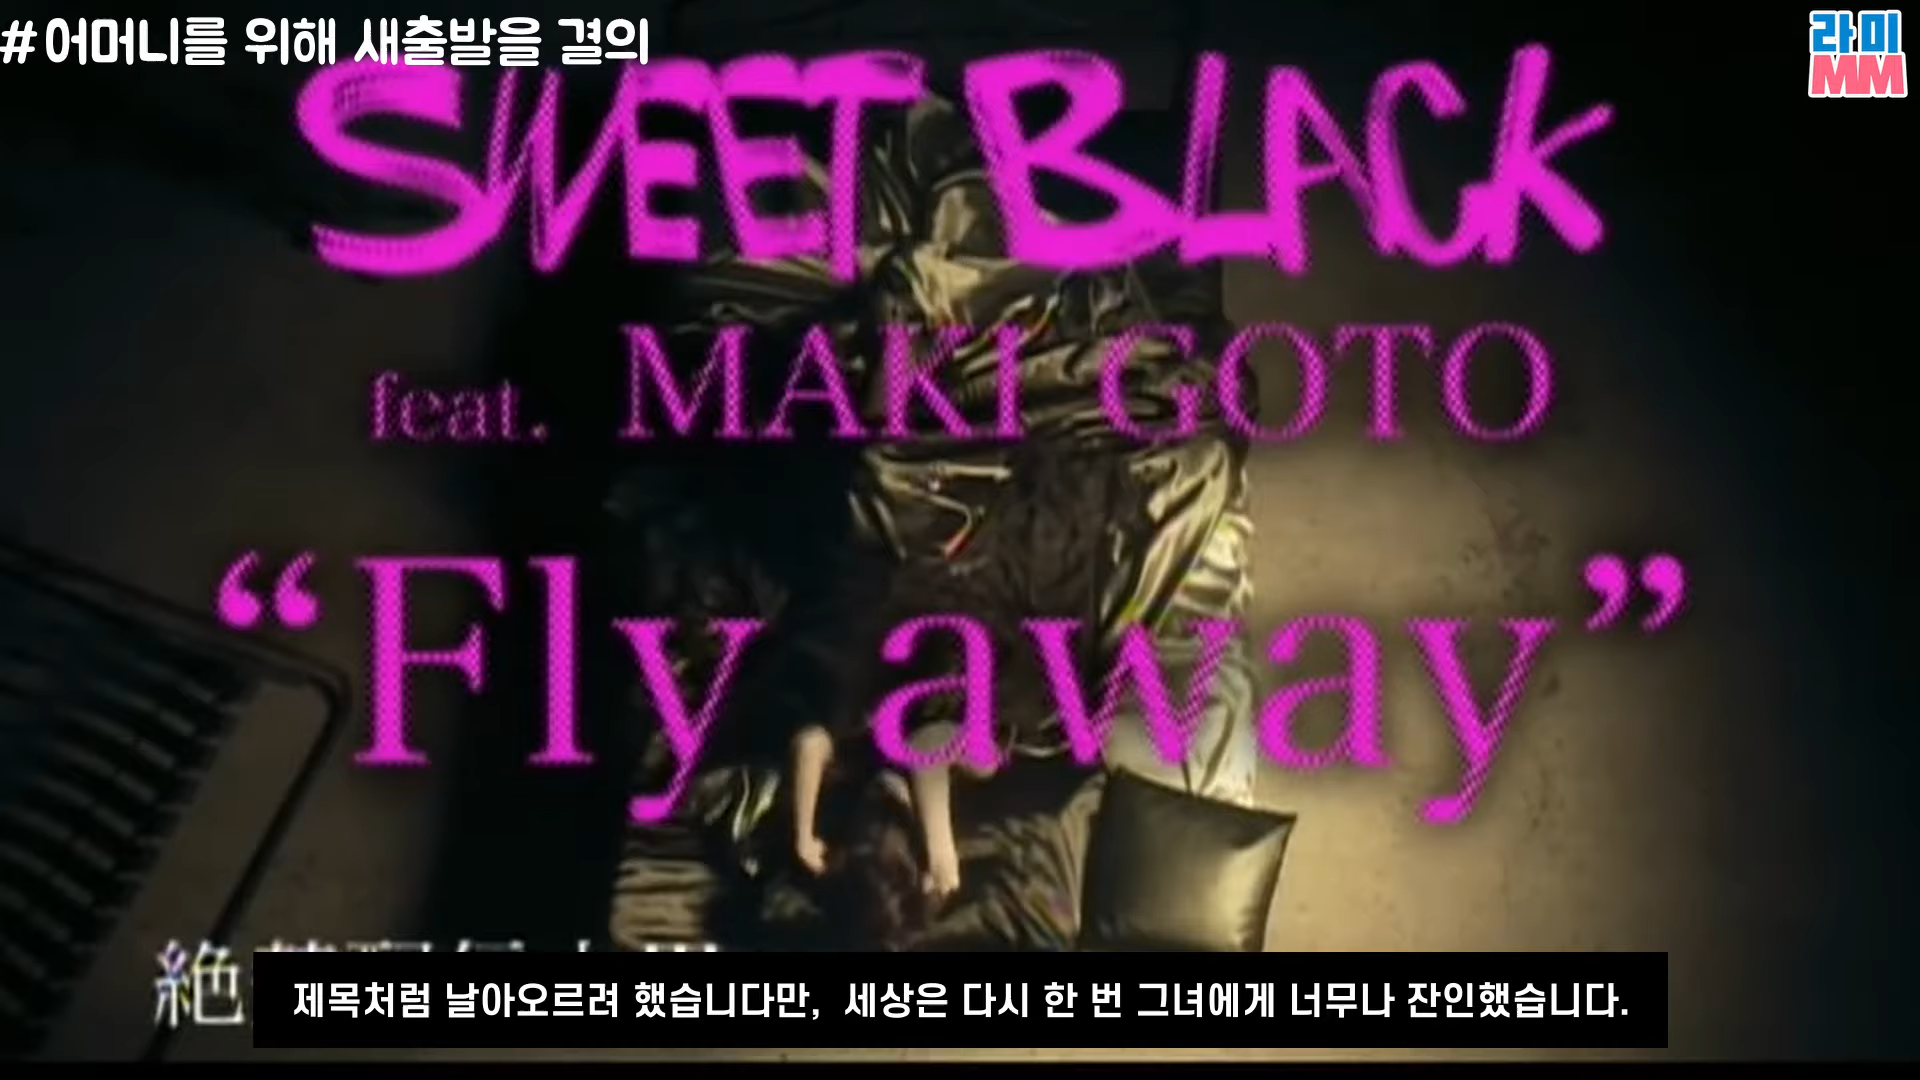 #어머니를 위해 새출발을 결의
라미
MM
SWEET BLACK
feat. MAKI GOTO
“Fly away”
絶
제목처럼 날아오르려 했습니다만, 세상은 다시 한 번 그녀에게 너무나 잔인했습니다.